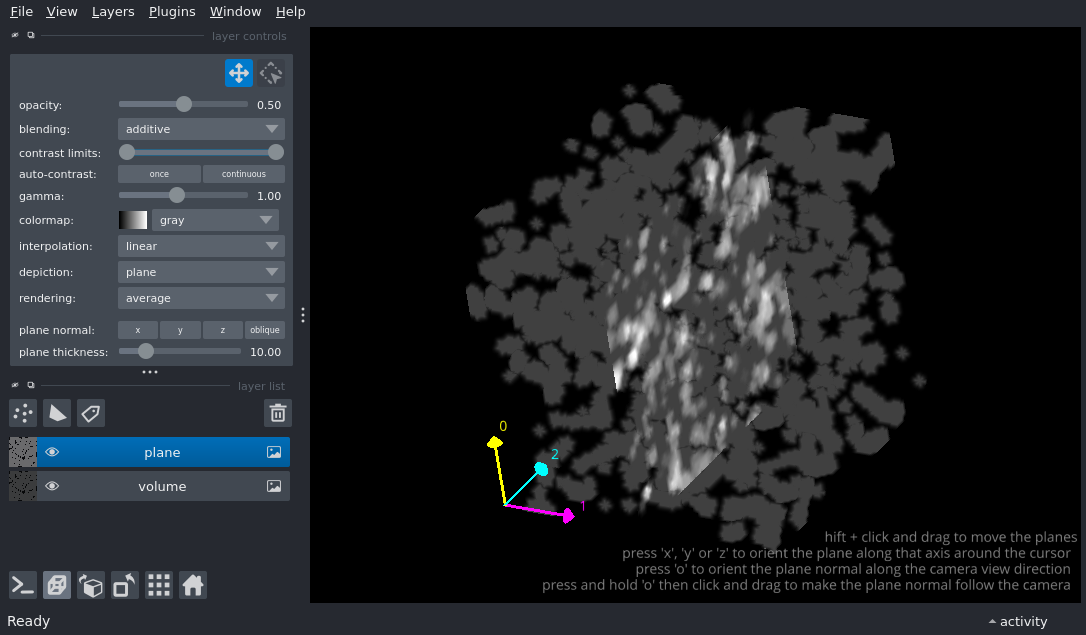 File View Layers Plugins Window Help
layer controls
opacity: 0.50
blending: additive
contrast limits:
auto-contrast: once continuous
gamma: 1.00
colormap: gray
interpolation: linear
depiction: plane
rendering: average
plane normal: x y z oblique
plane thickness: 10.00
layer list
plane
volume
0
2
1
hift + click and drag to move the planes
press 'x', 'y' or 'z' to orient the plane along that axis around the cursor
press 'o' to orient the plane normal along the camera view direction
press and hold 'o' then click and drag to make the plane normal follow the camera
Ready activity